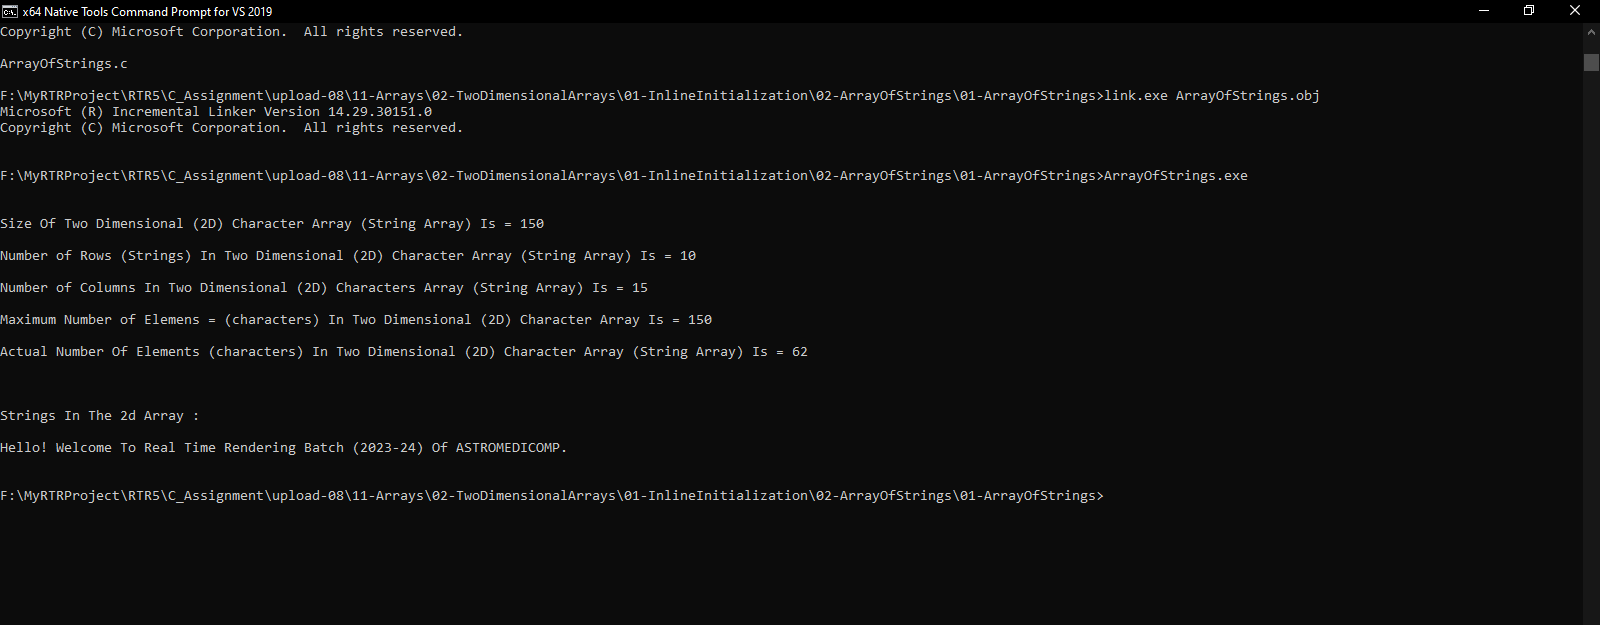 x64 Native Tools Command Prompt for VS 2019
Copyright (C) Microsoft Corporation.  All rights reserved.
ArrayOfStrings.c
F:\MyRTRProject\RTR5\C_Assignment\upload-08\11-Arrays\02-TwoDimensionalArrays\01-InlineInitialization\02-ArrayOfStrings\01-ArrayOfStrings>link.exe ArrayOfStrings.obj
Microsoft (R) Incremental Linker Version 14.29.30151.0
Copyright (C) Microsoft Corporation.  All rights reserved.
F:\MyRTRProject\RTR5\C_Assignment\upload-08\11-Arrays\02-TwoDimensionalArrays\01-InlineInitialization\02-ArrayOfStrings\01-ArrayOfStrings>ArrayOfStrings.exe
Size Of Two Dimensional (2D) Character Array (String Array) Is = 150
Number of Rows (Strings) In Two Dimensional (2D) Character Array (String Array) Is = 10
Number of Columns In Two Dimensional (2D) Characters Array (String Array) Is = 15
Maximum Number of Elemens = (characters) In Two Dimensional (2D) Character Array Is = 150
Actual Number Of Elements (characters) In Two Dimensional (2D) Character Array (String Array) Is = 62
Strings In The 2d Array :
Hello! Welcome To Real Time Rendering Batch (2023-24) Of ASTROMEDICOMP.
F:\MyRTRProject\RTR5\C_Assignment\upload-08\11-Arrays\02-TwoDimensionalArrays\01-InlineInitialization\02-ArrayOfStrings\01-ArrayOfStrings>